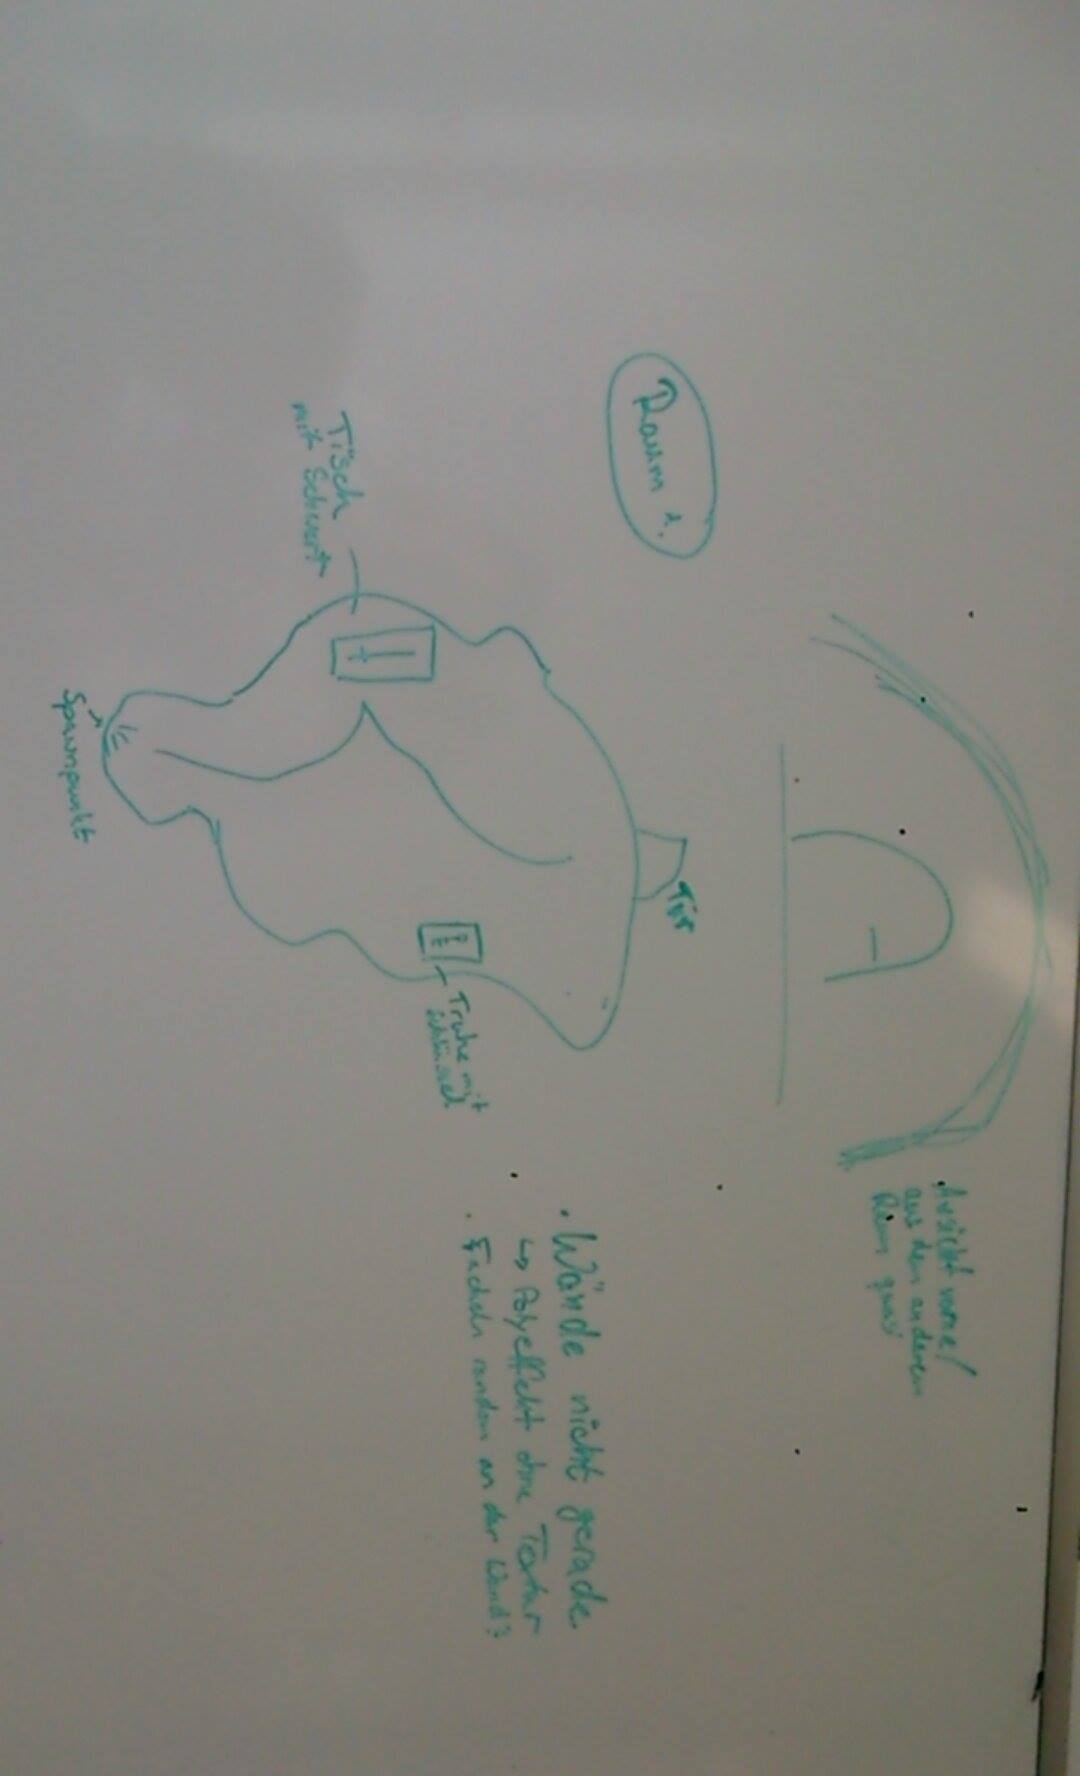 Ansicht vorne/
aus dem anderem
Raum quasi
Raum 1.
Tür
• Wände nicht gerade
↳ Polyeffekt ohne Textur
• Fackeln random an der Wand?
Truhe mit
Schlüssel
Tisch
mit Schwert
Spawnpunkt